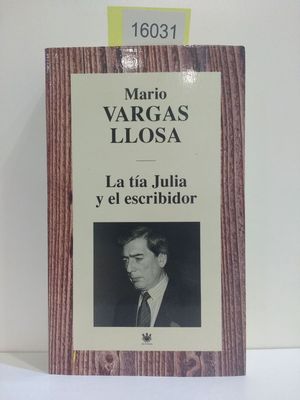 16031
Mario
VARGAS
LLOSA
La tía Julia
y el escribidor